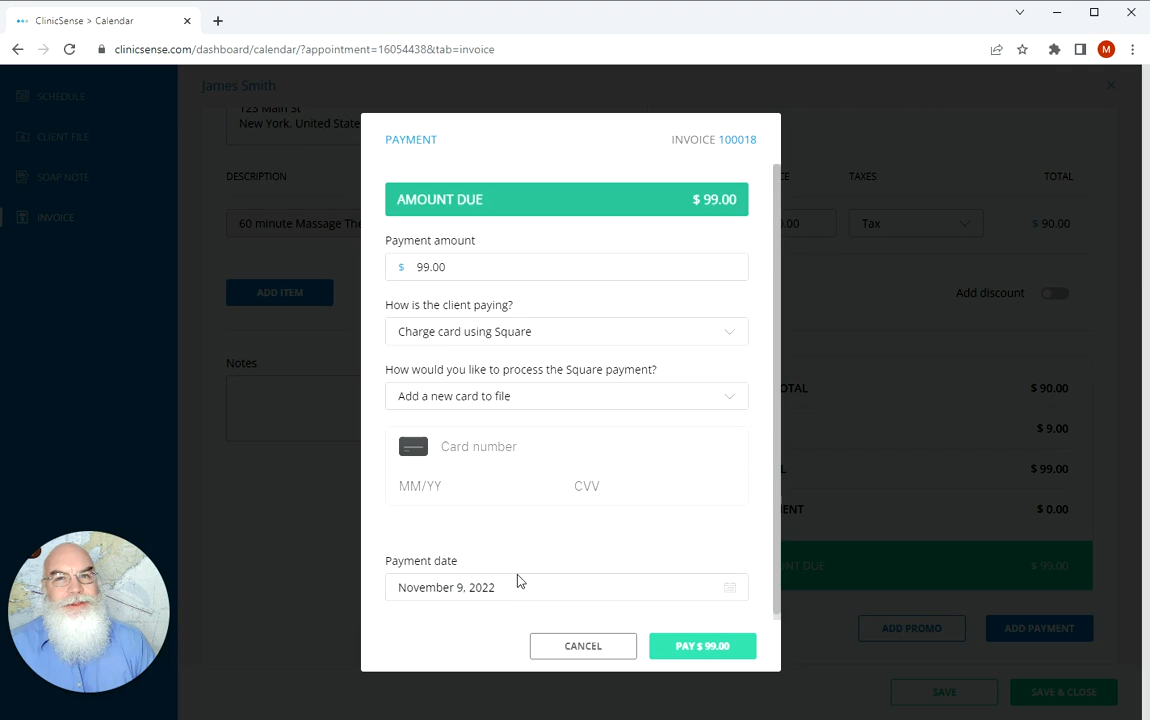 ClinicSense > Calendar
clinicsense.com/dashboard/calendar/?appointment=16054438&tab=invoice
M
SCHEDULE
CLIENT FILE
SOAP NOTE
INVOICE
James Smith
123 Main St
New York. United State
DESCRIPTION
TAXES
TOTAL
60 minute Massage The
.00
Tax
$ 90.00
ADD ITEM
Add discount
Notes
OTAL
$ 90.00
$ 9.00
$ 99.00
ENT
$ 0.00
NT DUE
$ 99.00
ADD PROMO
ADD PAYMENT
SAVE
SAVE & CLOSE
PAYMENT
INVOICE 100018
AMOUNT DUE
$ 99.00
Payment amount
$ 99.00
How is the client paying?
Charge card using Square
How would you like to process the Square payment?
Add a new card to file
Card number
MM/YY
CVV
Payment date
November 9, 2022
CANCEL
PAY $ 99.00